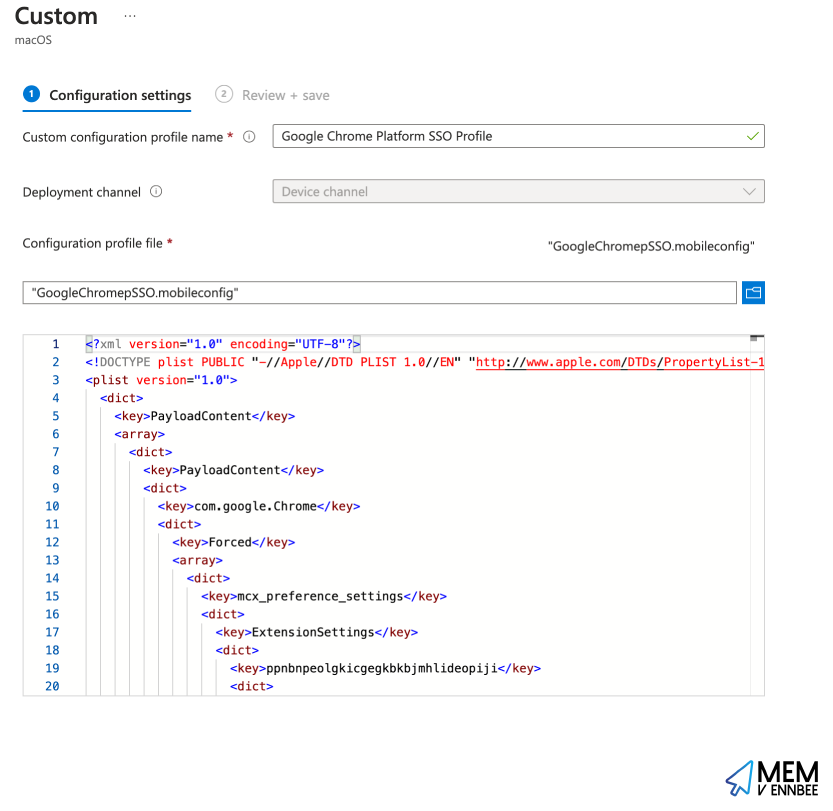 Custom ...
macOS
1 Configuration settings 2 Review + save
Custom configuration profile name * Google Chrome Platform SSO Profile
Deployment channel Device channel
Configuration profile file * "GoogleChromepSSO.mobileconfig"
"GoogleChromepSSO.mobileconfig"
1 <?xml version="1.0" encoding="UTF-8"?>
2 <!DOCTYPE plist PUBLIC "-//Apple//DTD PLIST 1.0//EN" "http://www.apple.com/DTDs/PropertyList-1
3 <plist version="1.0">
4 <dict>
5 <key>PayloadContent</key>
6 <array>
7 <dict>
8 <key>PayloadContent</key>
9 <dict>
10 <key>com.google.Chrome</key>
11 <dict>
12 <key>Forced</key>
13 <array>
14 <dict>
15 <key>mcx_preference_settings</key>
16 <dict>
17 <key>ExtensionSettings</key>
18 <dict>
19 <key>ppnbnpeolgkicgegkbkbjmhlideopiji</key>
20 <dict>
MEM
V ENNBEE